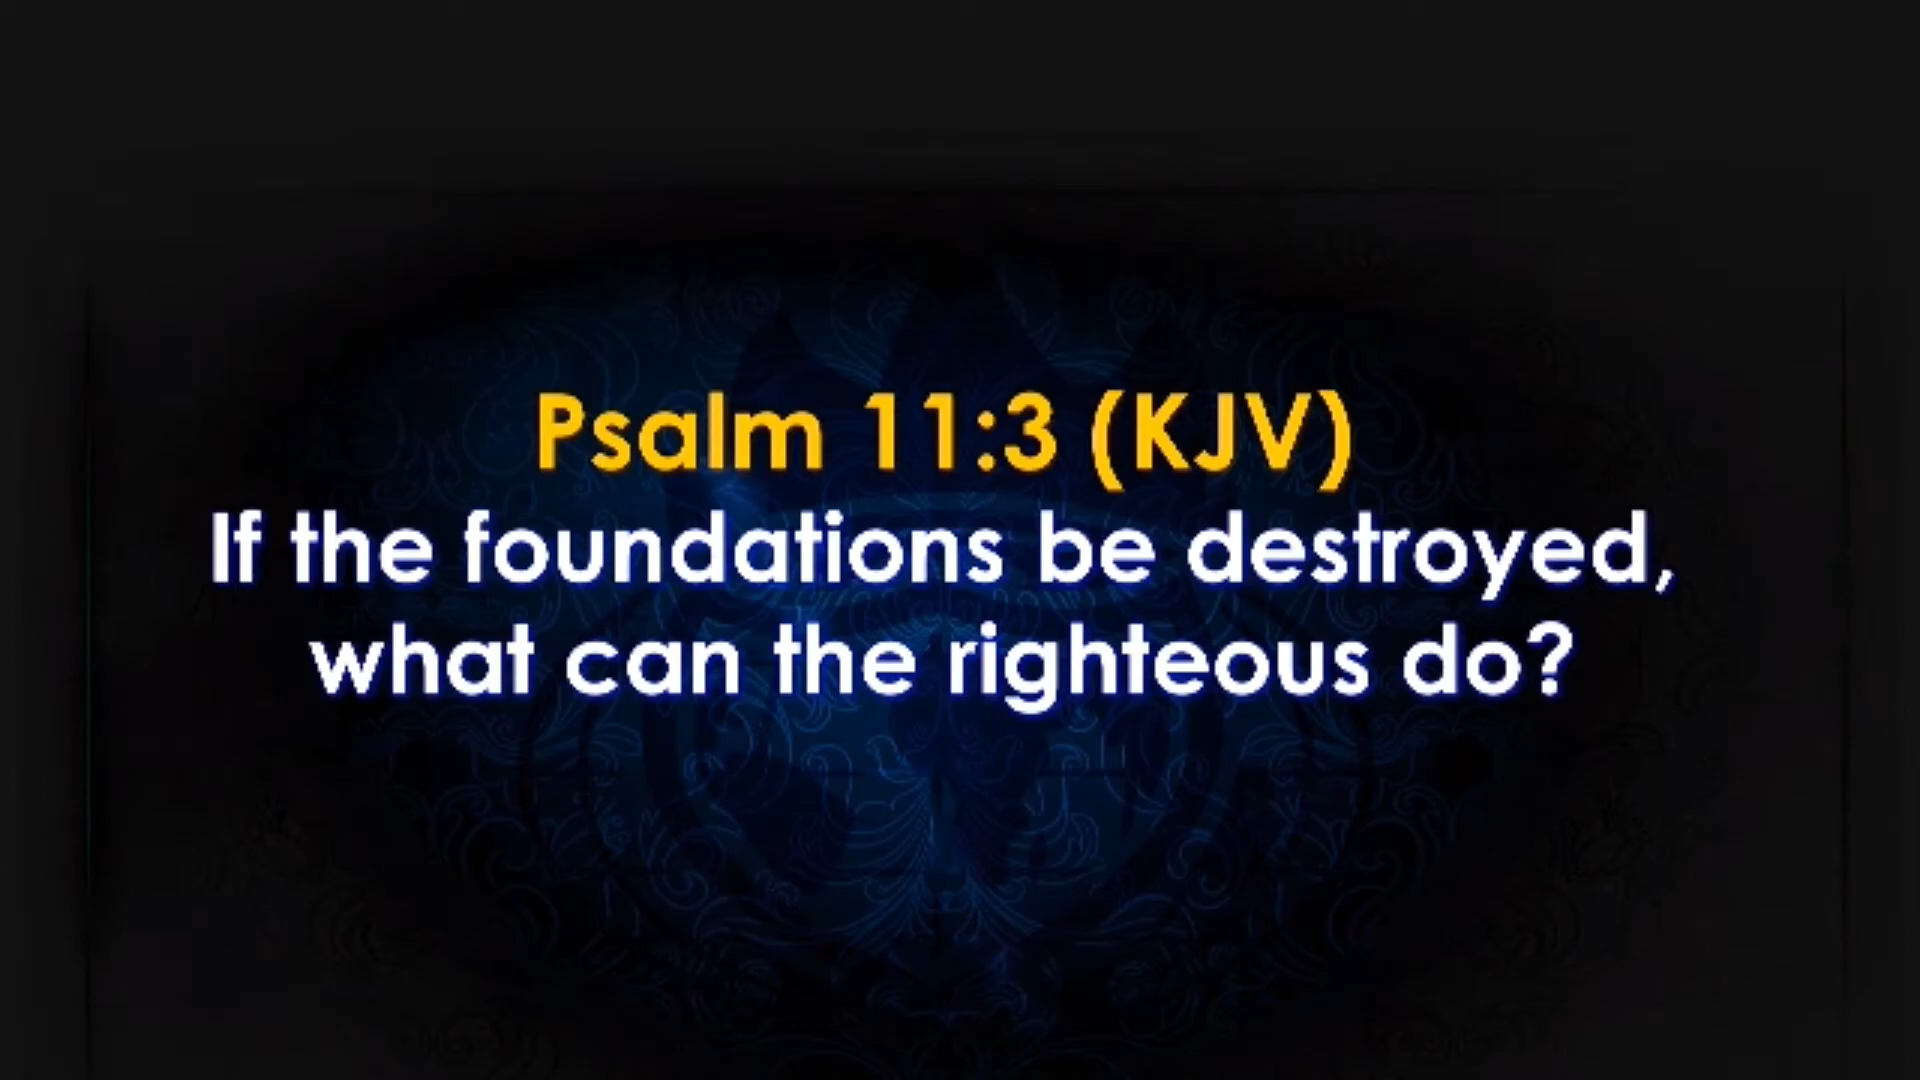 Psalm 11:3 (KJV)
If the foundations be destroyed,
what can the righteous do?